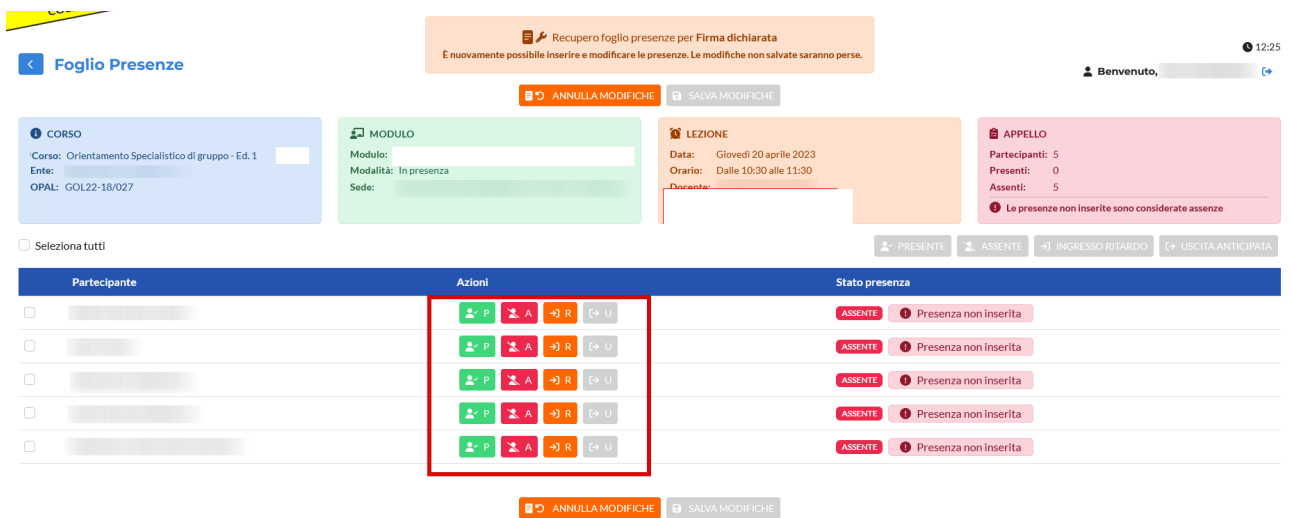 Recupero foglio presenze per Firma dichiarata
È nuovamente possibile inserire e modificare le presenze. Le modifiche non salvate saranno perse.
12:25
Foglio Presenze
Benvenuto,
ANNULLA MODIFICHE SALVA MODIFICHE
CORSO
Corso: Orientamento Specialistico di gruppo - Ed. 1
Ente:
OPAL: GOL22-18/027
MODULO
Modulo:
Modalità: In presenza
Sede:
LEZIONE
Data: Giovedì 20 aprile 2023
Orario: Dalle 10:30 alle 11:30
Docente:
APPELLO
Partecipanti: 5
Presenti: 0
Assenti: 5
Le presenze non inserite sono considerate assenze
Seleziona tutti
PRESENTE ASSENTE INGRESSO RITARDO USCITA ANTICIPATA
Partecipante Azioni Stato presenza
P A R U ASSENTE Presenza non inserita
P A R U ASSENTE Presenza non inserita
P A R U ASSENTE Presenza non inserita
P A R U ASSENTE Presenza non inserita
P A R U ASSENTE Presenza non inserita
ANNULLA MODIFICHE SALVA MODIFICHE